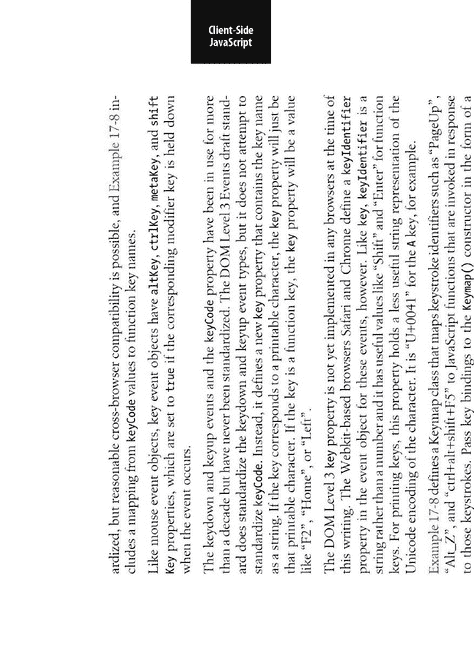 Client-Side
JavaScript
ardized, but reasonable cross-browser compatibility is possible, and Example 17-8 in-
cludes a mapping from keyCode values to function key names.
Like mouse event objects, key event objects have altKey, ctrlKey, metaKey, and shift
Key properties, which are set to true if the corresponding modifier key is held down
when the event occurs.
The keydown and keyup events and the keyCode property have been in use for more
than a decade but have never been standardized. The DOM Level 3 Events draft stand-
ard does standardize the keydown and keyup event types, but it does not attempt to
standardize keyCode. Instead, it defines a new key property that contains the key name
as a string. If the key corresponds to a printable character, the key property will just be
that printable character. If the key is a function key, the key property will be a value
like “F2”, “Home”, or “Left”.
The DOM Level 3 key property is not yet implemented in any browsers at the time of
this writing. The Webkit-based browsers Safari and Chrome define a keyIdentifier
property in the event object for these events, however. Like key, keyIdentifier is a
string rather than a number and it has useful values like “Shift” and “Enter” for function
keys. For printing keys, this property holds a less useful string representation of the
Unicode encoding of the character. It is “U+0041” for the A key, for example.
Example 17-8 defines a Keymap class that maps keystroke identifiers such as “PageUp”,
“Alt_Z”, and “ctrl+alt+shift+F5” to JavaScript functions that are invoked in response
to those keystrokes. Pass key bindings to the Keymap() constructor in the form of a